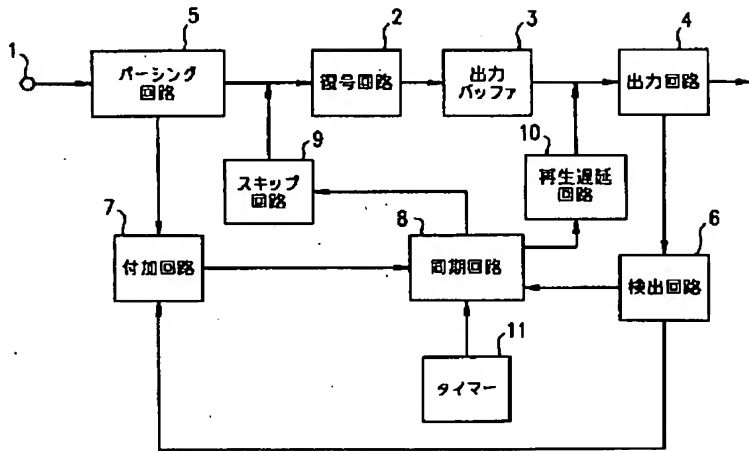 5
2
3
4
1
パーシング
回路
復号回路
出力
バッファ
出力回路
9
10
スキップ
回路
再生遅延
回路
7
8
6
付加回路
同期回路
検出回路
11
タイマー